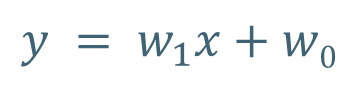 y = w₁x + w₀